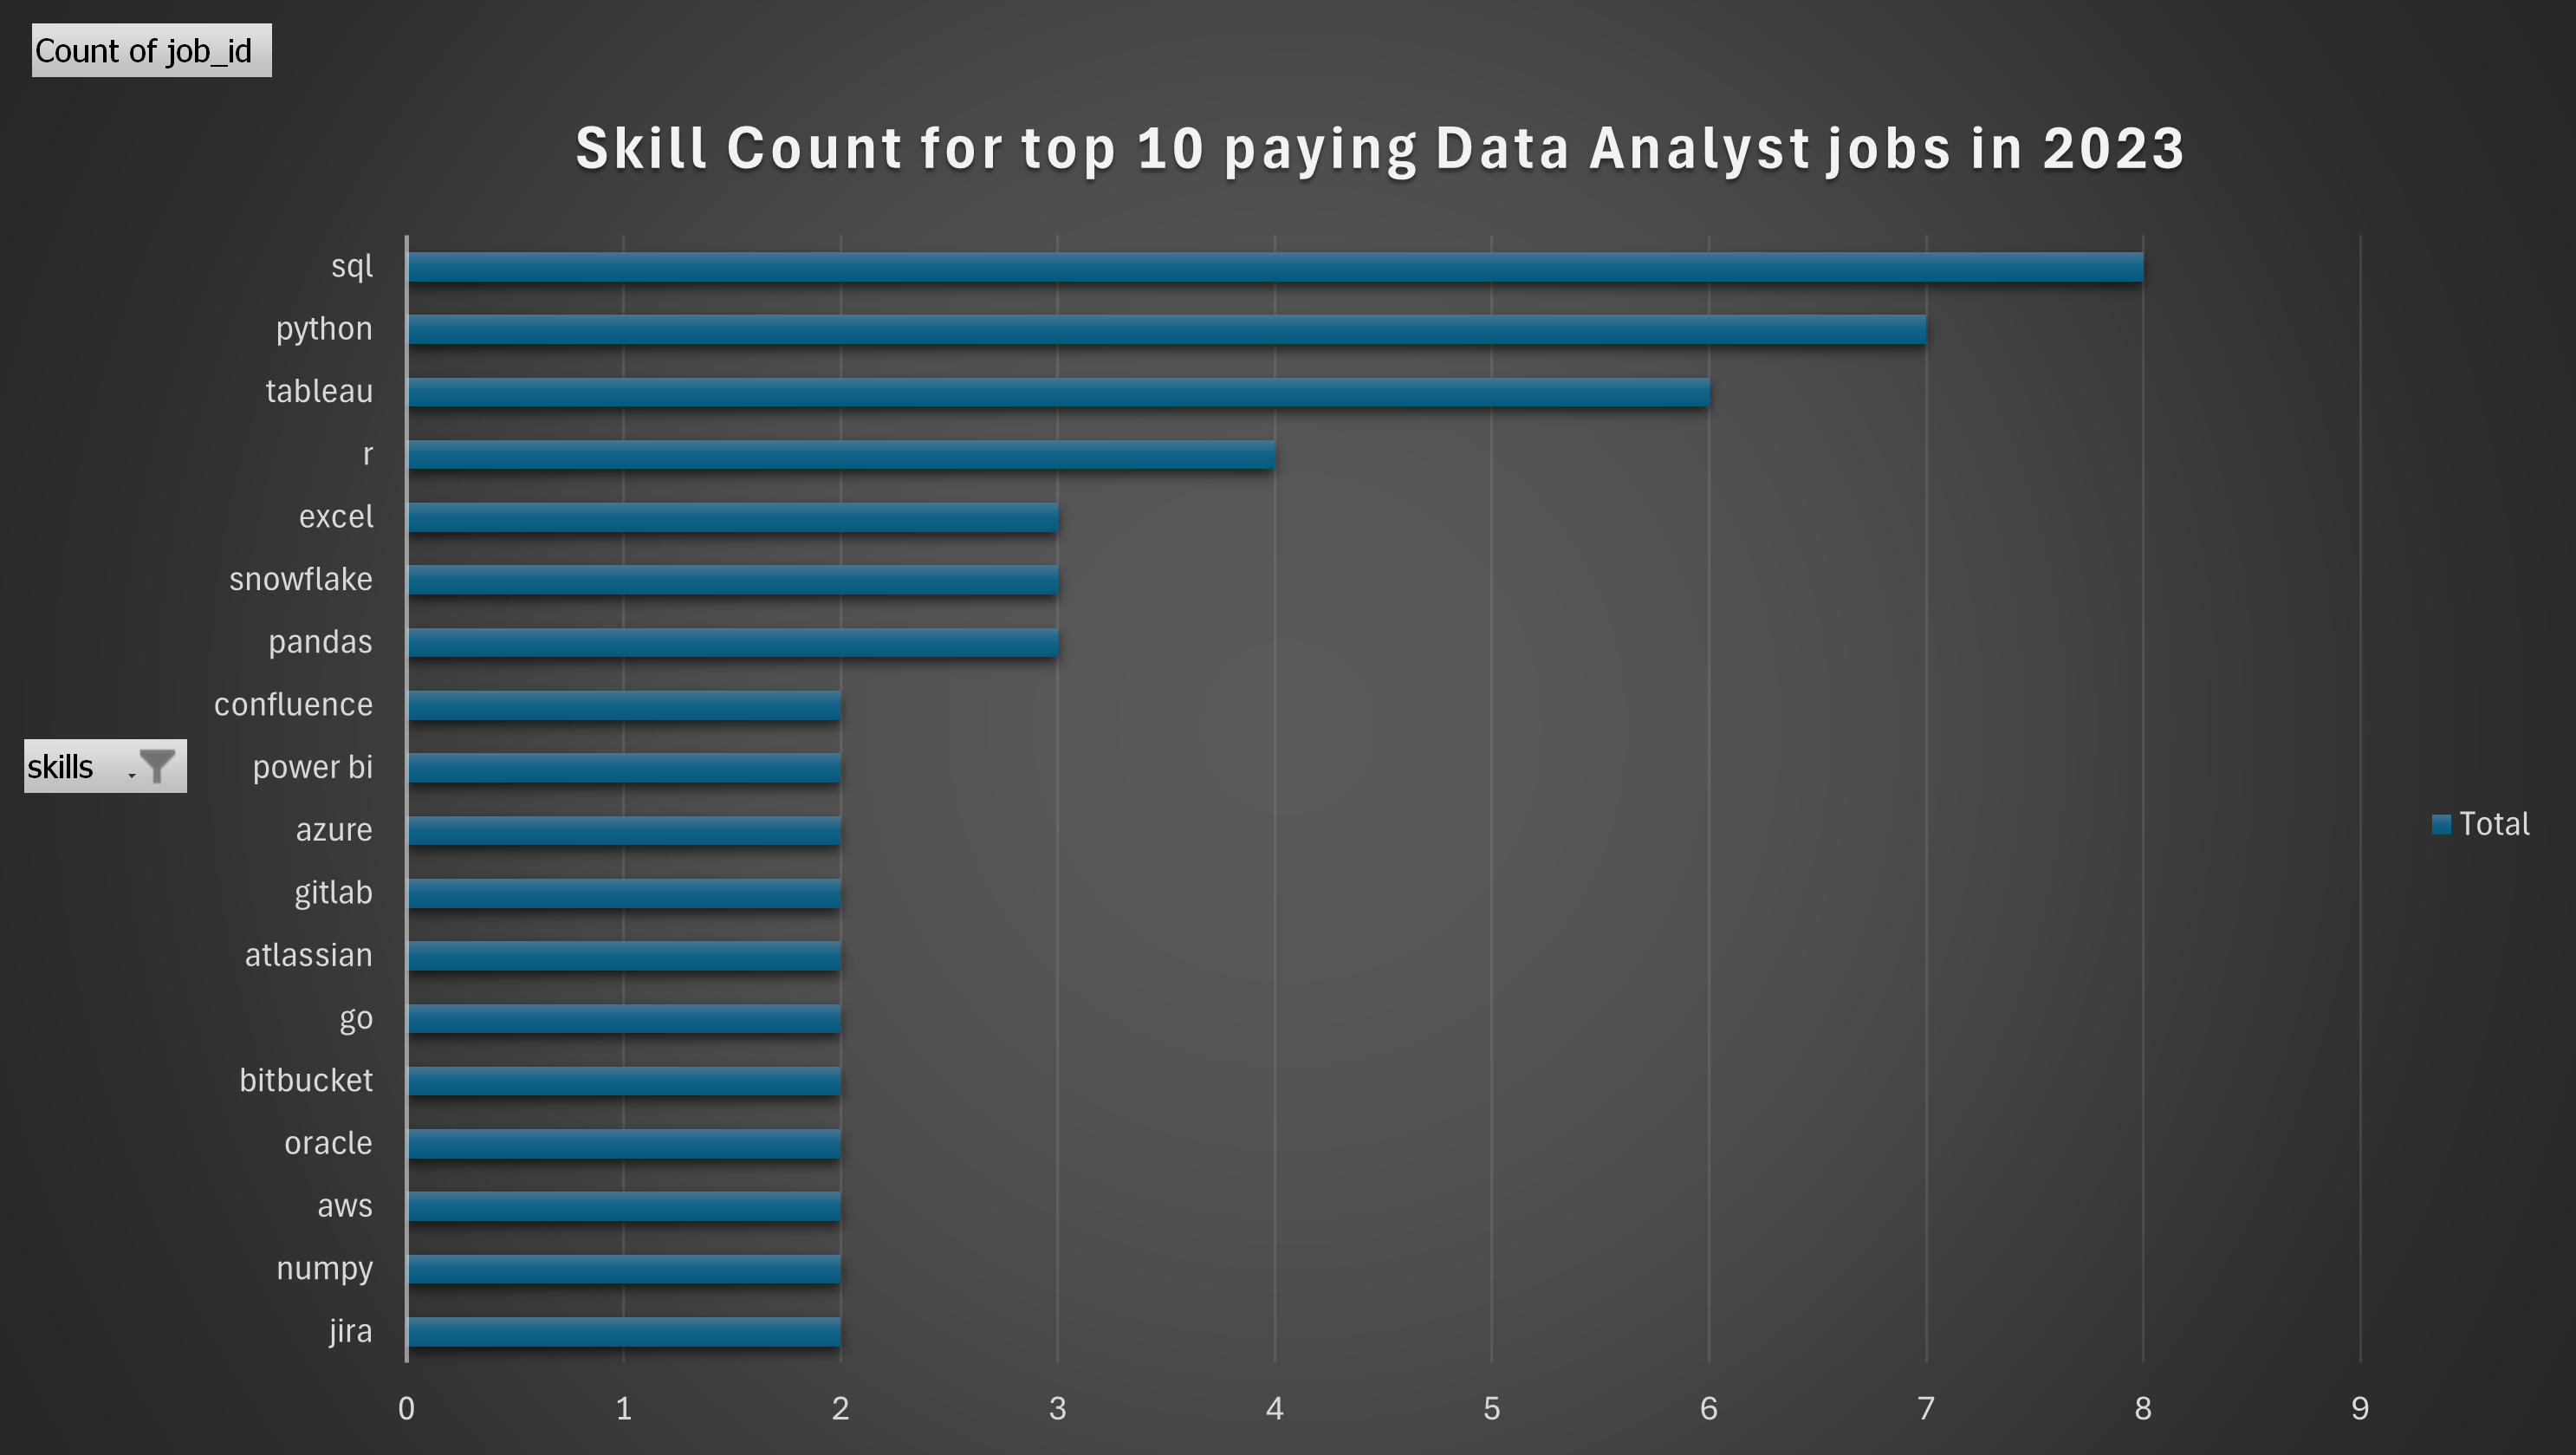 Count of job_id
Skill Count for top 10 paying Data Analyst jobs in 2023
sql
python
tableau
r
excel
snowflake
pandas
confluence
power bi
azure
gitlab
atlassian
go
bitbucket
oracle
aws
numpy
jira
skills
Total
0 1 2 3 4 5 6 7 8 9